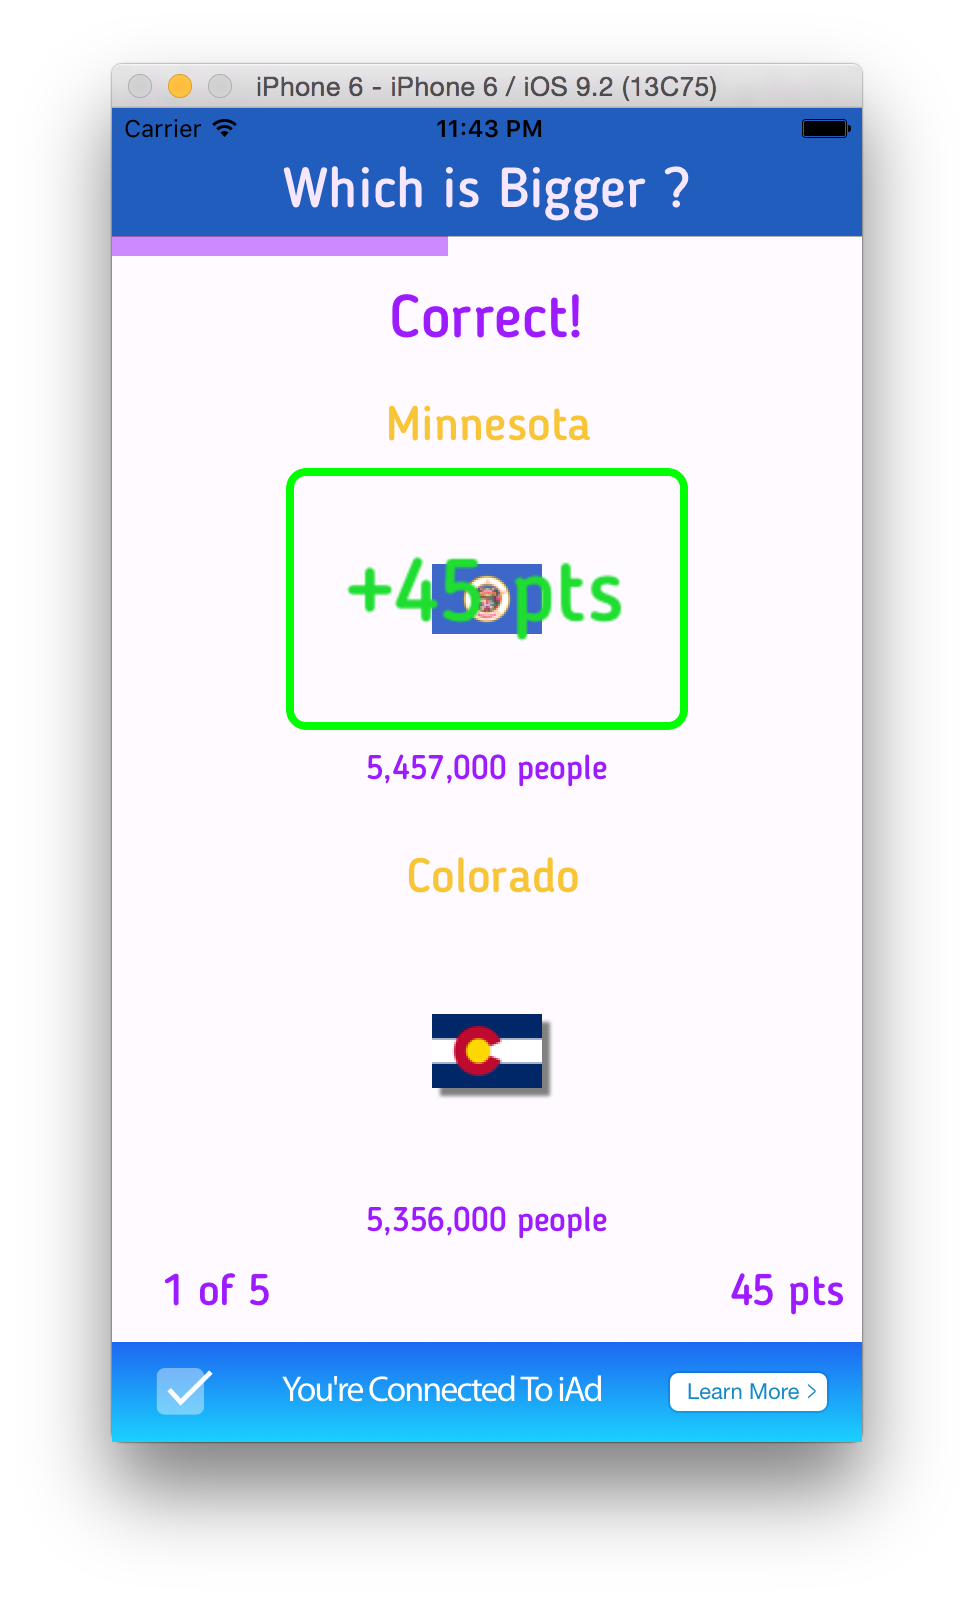 iPhone 6 - iPhone 6 / iOS 9.2 (13C75)
Carrier 11:43 PM
Which is Bigger ?
Correct!
Minnesota
+45 pts
5,457,000 people
Colorado
5,356,000 people
1 of 5 45 pts
You're Connected To iAd Learn More >